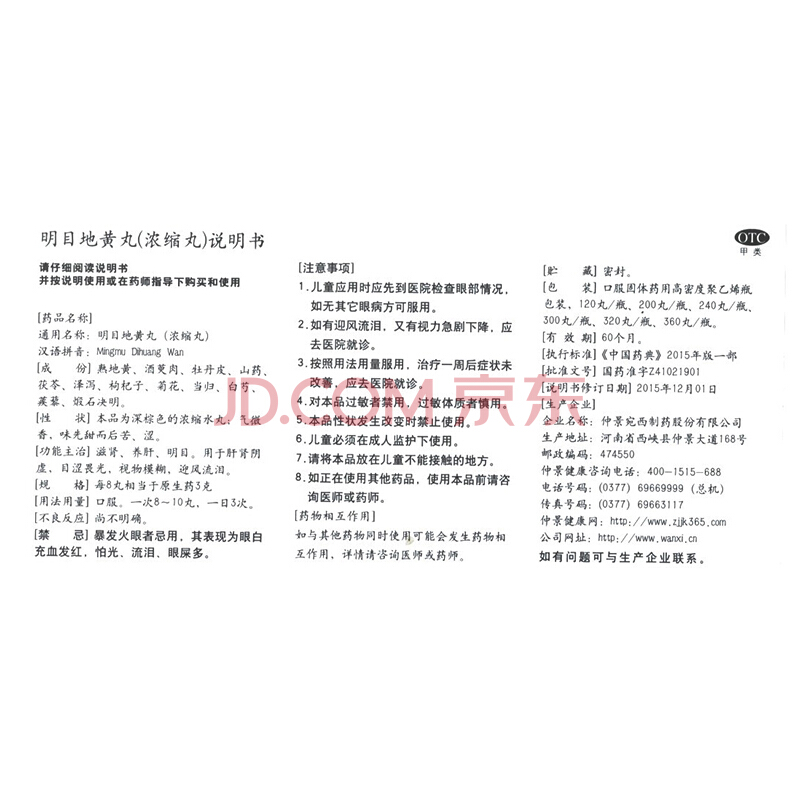 明目地黄丸(浓缩丸)说明书
请仔细阅读说明书
并按说明使用或在药师指导下购买和使用
[药品名称]
通用名称：明目地黄丸（浓缩丸）
汉语拼音：Mingmu Dihuang Wan
[成　　份] 熟地黄、酒萸肉、牡丹皮、山药、
茯苓、泽泻、枸杞子、菊花、当归、白芍、
蒺藜、煅石决明。
[性　　状] 本品为深棕色的浓缩水丸；气微
香，味先甜而后苦、涩。
[功能主治] 滋肾、养肝、明目。用于肝肾阴
虚，目涩畏光，视物模糊，迎风流泪。
[规　　格] 每8丸相当于原生药3克
[用法用量] 口服。一次8～10丸，一日3次。
[不良反应] 尚不明确。
[禁　　忌] 暴发火眼者忌用，其表现为眼白
充血发红，怕光、流泪、眼屎多。
[注意事项]
1.儿童应用时应先到医院检查眼部情况，
如无其它眼病方可服用。
2.如有迎风流泪，又有视力急剧下降，应
去医院就诊。
3.按照用法用量服用，治疗一周后症状未
改善，应去医院就诊。
4.对本品过敏者禁用，过敏体质者慎用。
5.本品性状发生改变时禁止使用。
6.儿童必须在成人监护下使用。
7.请将本品放在儿童不能接触的地方。
8.如正在使用其他药品，使用本品前请咨
询医师或药师。
[药物相互作用]
如与其他药物同时使用可能会发生药物相
互作用，详情请咨询医师或药师。
OTC
甲类
[贮　　藏] 密封。
[包　　装] 口服固体药用高密度聚乙烯瓶
包装、120丸/瓶、200丸/瓶、240丸/瓶、
300丸/瓶、320丸/瓶、360丸/瓶。
[有 效 期] 60个月。
[执行标准]《中国药典》2015年版一部
[批准文号] 国药准字Z41021901
[说明书修订日期] 2015年12月01日
[生产企业]
企业名称：仲景宛西制药股份有限公司
生产地址：河南省西峡县仲景大道168号
邮政编码：474550
仲景健康咨询电话：400-1515-688
电话号码：(0377) 69669999（总机）
传真号码：(0377) 69663117
仲景健康网：http://www.zjjk365.com
公司网址：http://www.wanxi.cn
如有问题可与生产企业联系。
JD.COM 京东